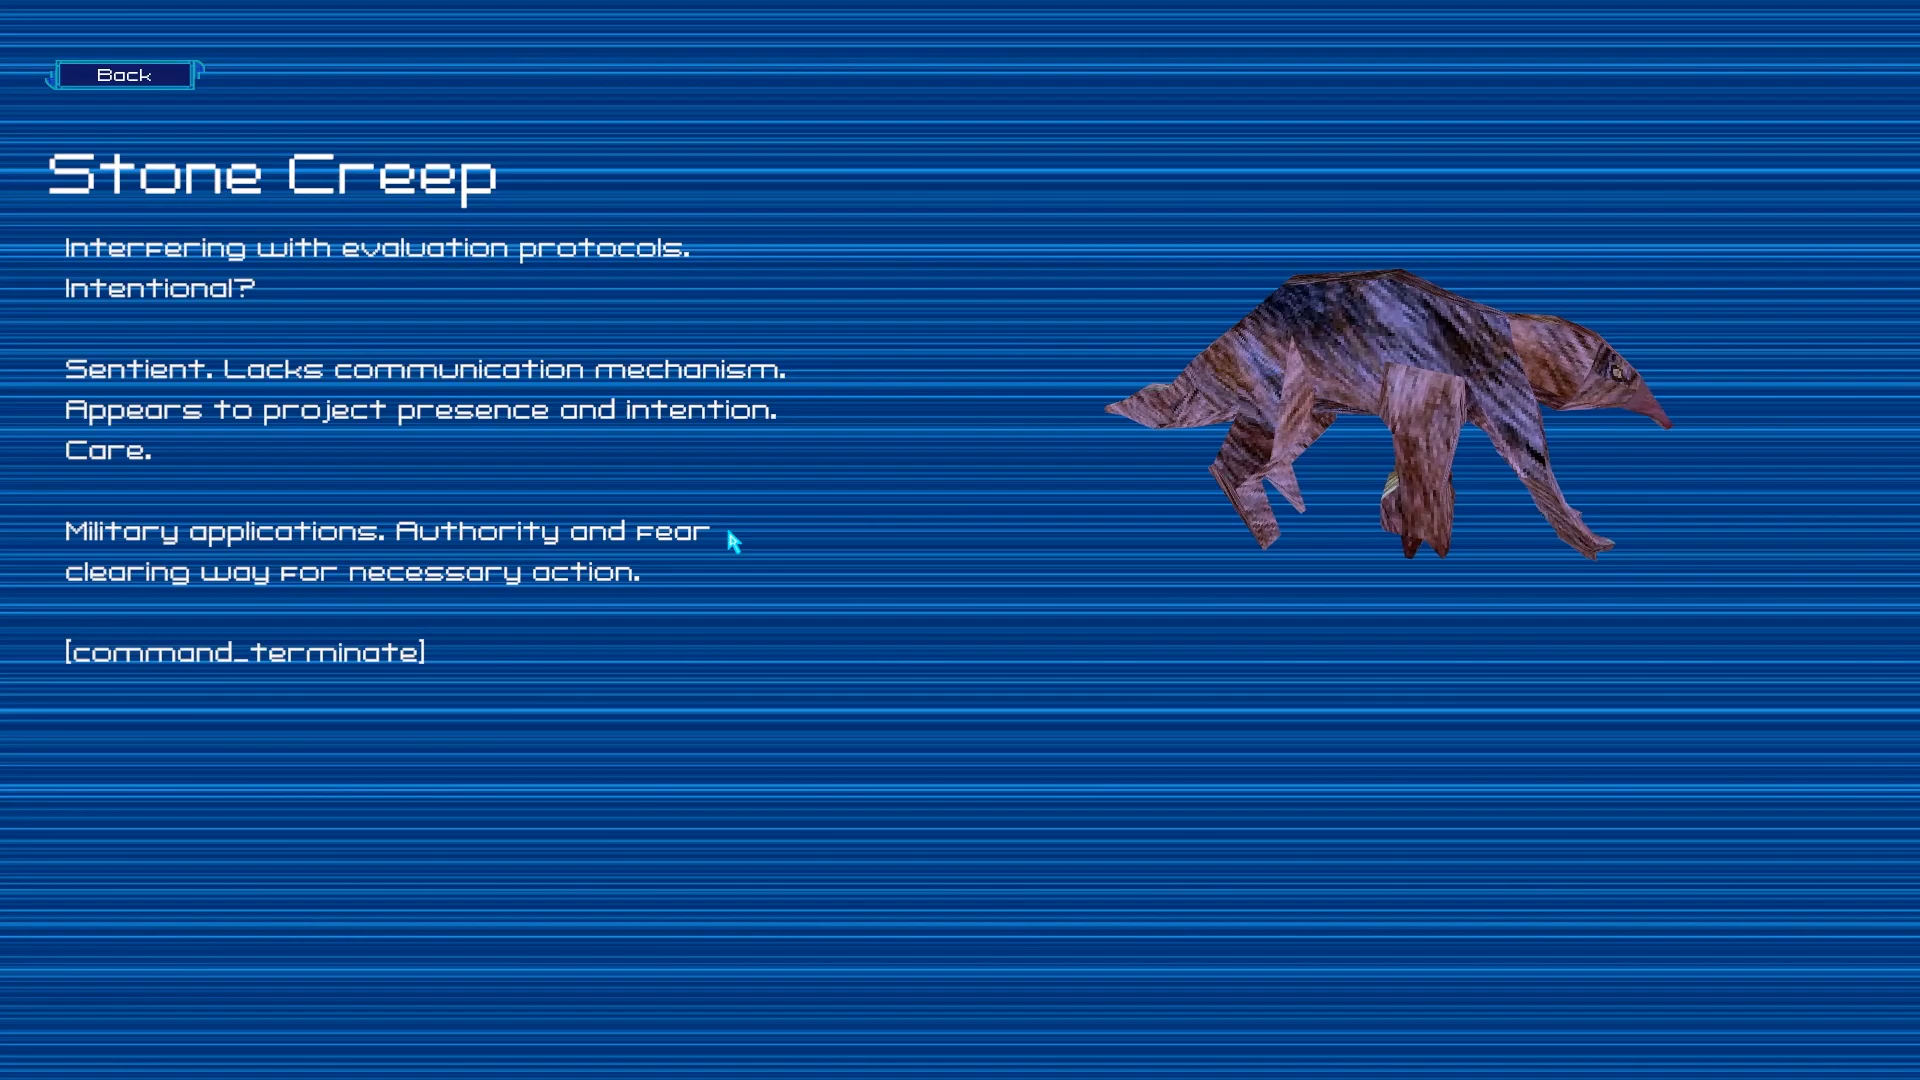 Back
Stone Creep
Interfering with evaluation protocols.
Intentional?
Sentient. Lacks communication mechanism.
Appears to project presence and intention.
Care.
Military applications. Authority and fear
clearing way for necessary action.
[command_terminate]